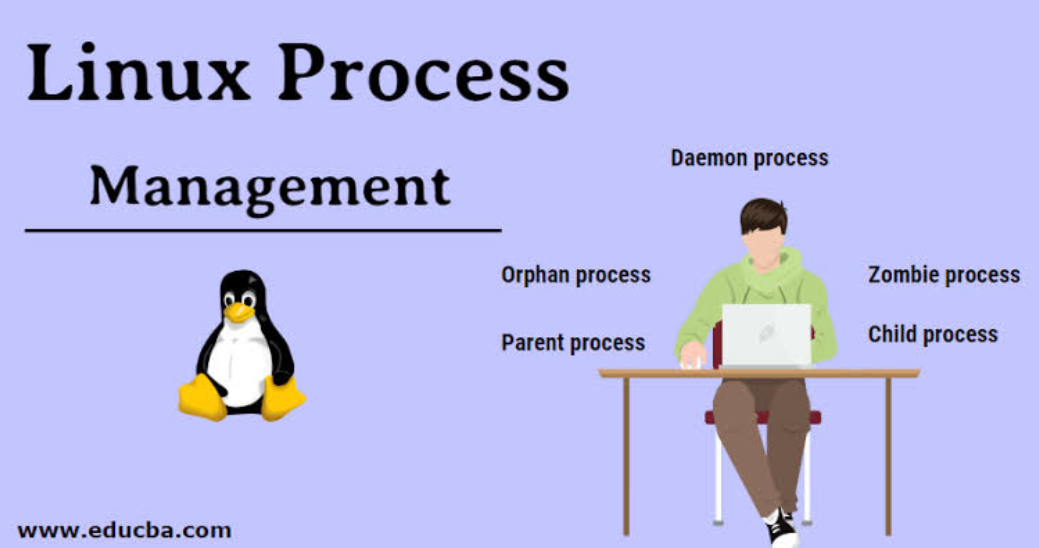 Linux Process
Management
Daemon process
Orphan process
Zombie process
Parent process
Child process
www.educba.com